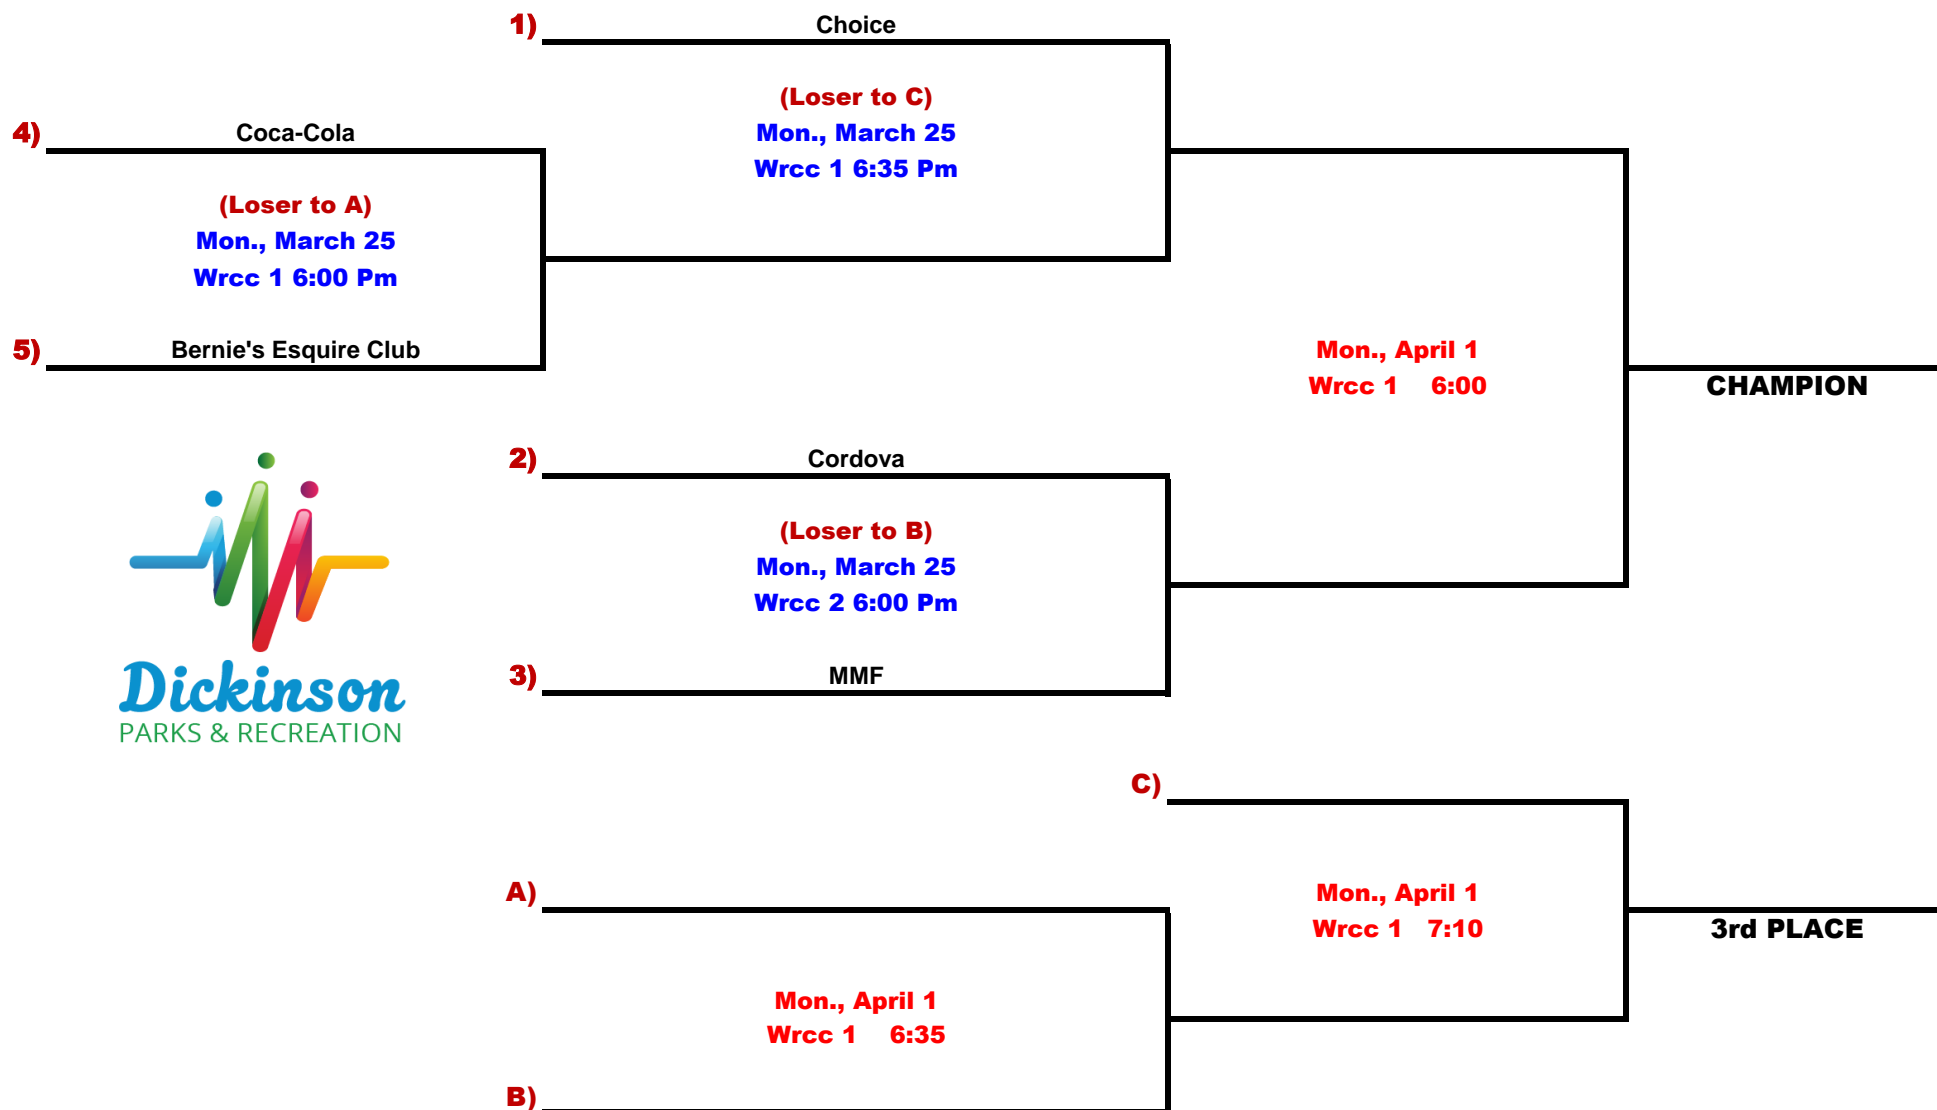 1) Choice
(Loser to C)
Mon., March 25
Wrcc 1 6:35 Pm
4) Coca-Cola
(Loser to A)
Mon., March 25
Wrcc 1 6:00 Pm
5) Bernie's Esquire Club
Mon., April 1
Wrcc 1 6:00
CHAMPION
2) Cordova
(Loser to B)
Mon., March 25
Wrcc 2 6:00 Pm
3) MMF
Dickinson
PARKS & RECREATION
C)
A)
Mon., April 1
Wrcc 1 7:10
3rd PLACE
Mon., April 1
Wrcc 1 6:35
B)